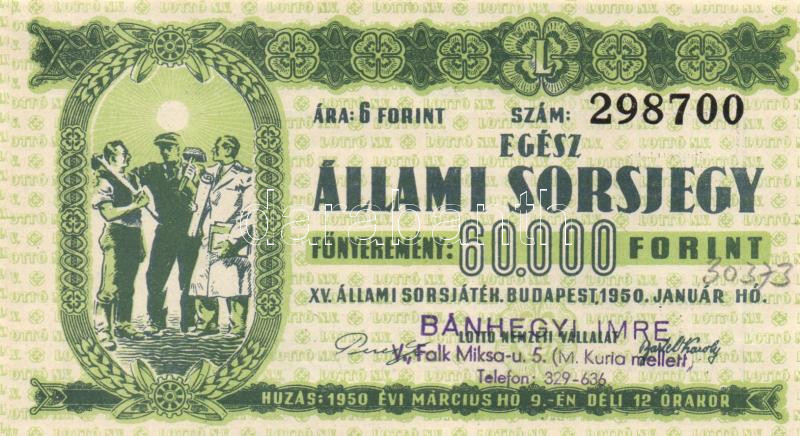 L
ÁRA: 6 FORINT SZÁM: 298700
EGÉSZ
ÁLLAMI SORSJEGY
FŐNYEREMÉNY: 60.000 FORINT
30373
XV. ÁLLAMI SORSJÁTÉK. BUDAPEST, 1950. JANUÁR HÓ.
BÁNHEGYI IMRE
LOTTÓ NEMZETI VÁLLALAT
V., Falk Miksa-u. 5. (M. Kuria mellett)
Telefon: 329-636
HUZÁS: 1950 ÉVI MÁRCIUS HÓ 9.-ÉN DÉLI 12 ÓRAKOR